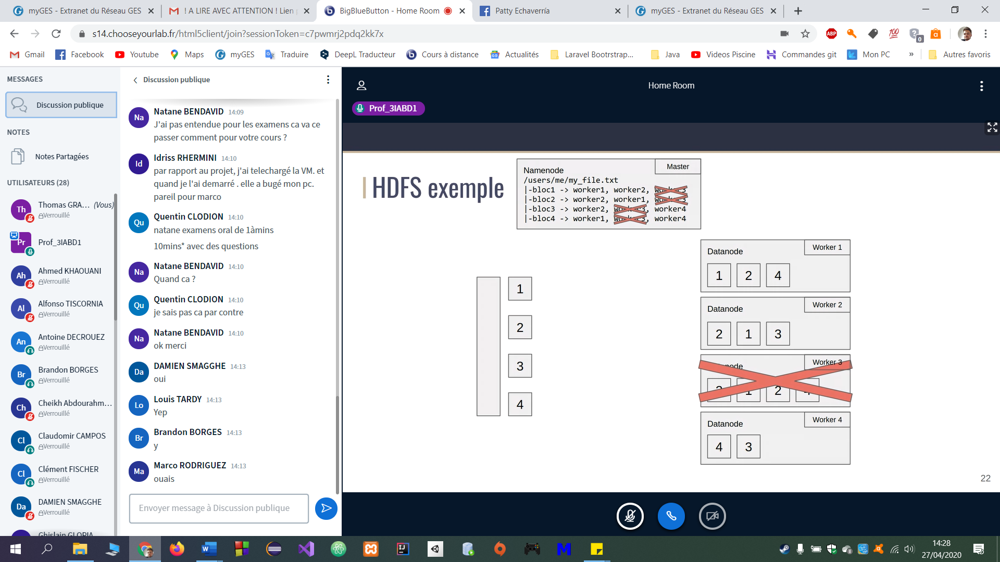 myGES - Extranet du Réseau GES
! A LIRE AVEC ATTENTION ! Lien
BigBlueButton - Home Room
Patty Echaverría
myGES - Extranet du Réseau GES
s14.chooseyourlab.fr/html5client/join?sessionToken=c7pwmrj2pdq2kk7x
ABP
100
0
Gmail
Facebook
Youtube
Maps
myGES
Traduire
DeepL Traducteur
Cours à distance
Actualités
Laravel Bootrstrap...
Java
Videos Piscine
Commandes git
Mon PC
»
Autres favoris
MESSAGES
Discussion publique
NOTES
Notes Partagées
UTILISATEURS (28)
Th
Thomas GRA... (Vous)
Verrouillé
Pr
Prof_3IABD1
Ah
Ahmed KHAOUANI
Verrouillé
Al
Alfonso TISCORNIA
Verrouillé
An
Antoine DECROUEZ
Verrouillé
Br
Brandon BORGES
Verrouillé
Ch
Cheikh Abdourahm...
Verrouillé
Cl
Claudomir CAMPOS
Verrouillé
Cl
Clément FISCHER
Verrouillé
Da
DAMIEN SMAGGHE
Verrouillé
Ghislain GLORIA
Discussion publique
Na
Natane BENDAVID 14:09
J'ai pas entendue pour les examens ca va ce
passer comment pour votre cours ?
Id
Idriss RHERMINI 14:10
par rapport au projet, j'ai telechargé la VM. et
quand je l'ai demarré . elle a bugé mon pc.
pareil pour marco
Qu
Quentin CLODION 14:10
natane examens oral de 1àmins
10mins* avec des questions
Na
Natane BENDAVID 14:10
Quand ca ?
Qu
Quentin CLODION 14:10
je sais pas ca par contre
Na
Natane BENDAVID 14:10
ok merci
Da
DAMIEN SMAGGHE 14:13
oui
Lo
Louis TARDY 14:13
Yep
Br
Brandon BORGES 14:13
y
Ma
Marco RODRIGUEZ 14:13
ouais
Envoyer message à Discussion publique
Home Room
Prof_3IABD1
HDFS exemple
Master
Namenode
/users/me/my_file.txt
|-bloc1 -> worker1, worker2, worker3
|-bloc2 -> worker2, worker1, worker3
|-bloc3 -> worker2, worker3, worker4
|-bloc4 -> worker1, worker3, worker4
1
2
3
4
Worker 1
Datanode
1 2 4
Worker 2
Datanode
2 1 3
Worker 3
node
1 2
Worker 4
Datanode
4 3
22
14:28
27/04/2020